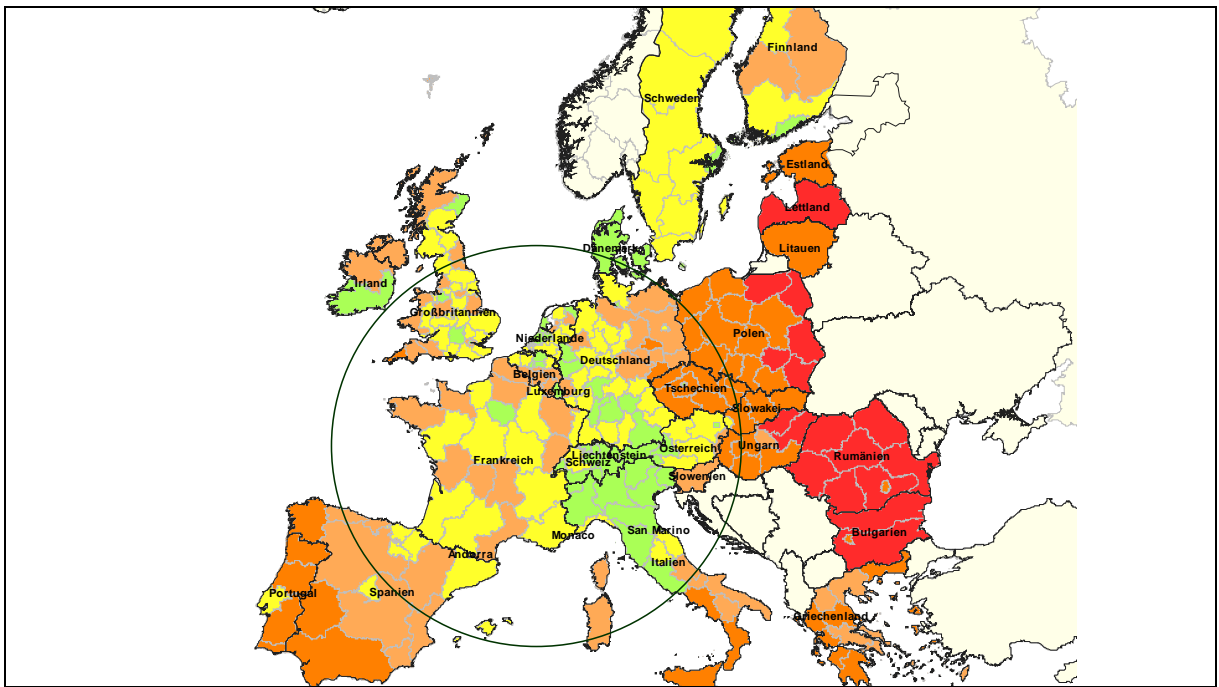 Finnland
Schweden
Estland
Lettland
Dänemark
Litauen
Irland
Großbritannien
Polen
Niederlande
Deutschland
Belgien
Tschechien
Luxemburg
Slowakei
Ungarn
Österreich
Liechtenstein
Rumänien
Frankreich
Schweiz
Slowenien
San Marino
Bulgarien
Monaco
Andorra
Italien
Portugal
Spanien
Griechenland